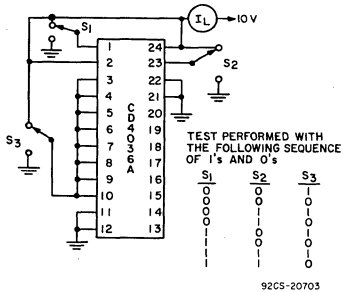 I_L
10 V
S1
S2
S3
CD4036A
1 24
2 23
3 22
4 21
5 20
6 19
7 18
8 17
9 16
10 15
11 14
12 13
TEST PERFORMED WITH
THE FOLLOWING SEQUENCE
OF 1's AND 0's
S1 S2 S3
0 0 1
0 0 0
0 1 1
0 1 0
1 1 1
1 0 0
1 0 1
1 1 0
92CS-20703